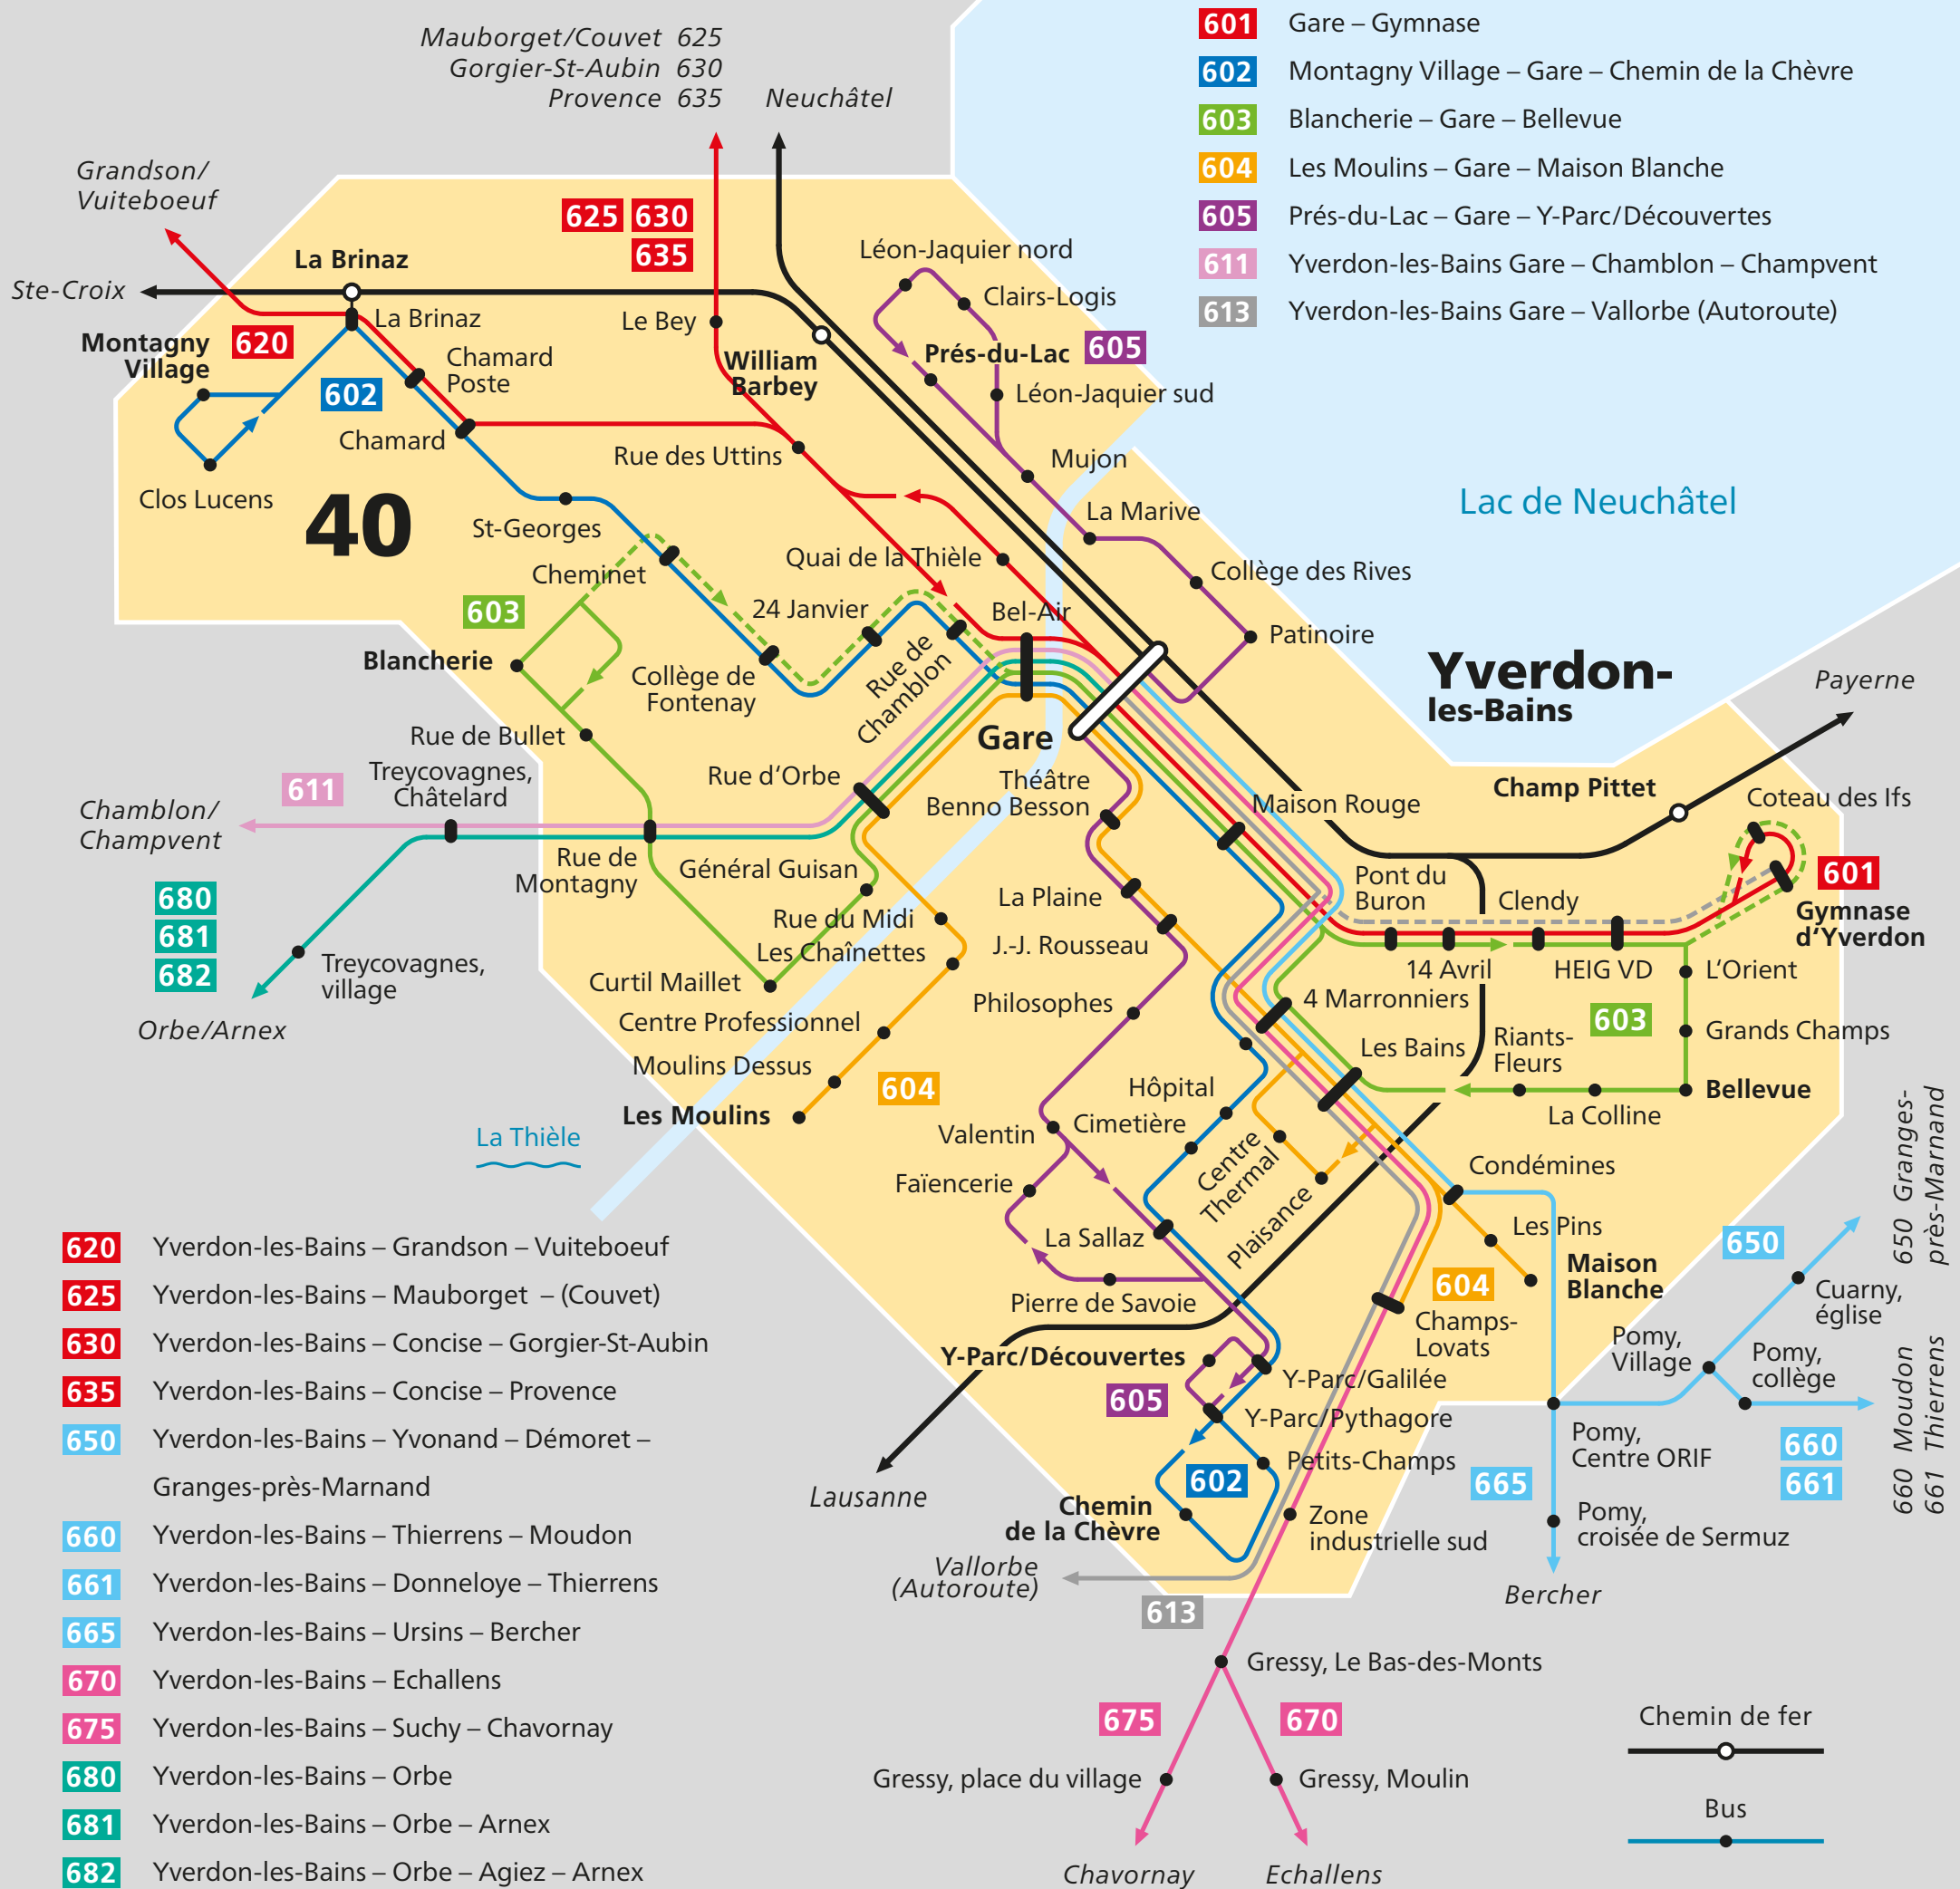 Mauborget/Couvet 625
Gorgier-St-Aubin 630
Provence 635
Neuchâtel
601 Gare – Gymnase
602 Montagny Village – Gare – Chemin de la Chèvre
603 Blancherie – Gare – Bellevue
604 Les Moulins – Gare – Maison Blanche
605 Prés-du-Lac – Gare – Y-Parc/Découvertes
611 Yverdon-les-Bains Gare – Chamblon – Champvent
613 Yverdon-les-Bains Gare – Vallorbe (Autoroute)
Grandson/
Vuiteboeuf
625 630
635
La Brinaz
Ste-Croix
La Brinaz
Le Bey
620
Montagny
Village
602
Chamard
Poste
Chamard
Clos Lucens
40
William
Barbey
Rue des Uttins
Léon-Jaquier nord
Clairs-Logis
Prés-du-Lac
605
Léon-Jaquier sud
Mujon
La Marive
Lac de Neuchâtel
St-Georges
Cheminet
Quai de la Thièle
Collège des Rives
603
24 Janvier
Bel-Air
Patinoire
Blancherie
Collège de
Fontenay
Rue de
Chamblon
Yverdon-
les-Bains
Payerne
Rue de Bullet
Gare
Rue d'Orbe
Théâtre
Benno Besson
Maison Rouge
Champ Pittet
Coteau des Ifs
611
Treycovagnes,
Châtelard
Chamblon/
Champvent
Rue de
Montagny
Général Guisan
La Plaine
Pont du
Buron
Clendy
601
Gymnase
d'Yverdon
680
681
682
Rue du Midi
Les Chaînettes
J.-J. Rousseau
14 Avril
HEIG VD
L'Orient
Treycovagnes,
village
Curtil Maillet
Philosophes
4 Marronniers
603
Grands Champs
Orbe/Arnex
Centre Professionnel
Moulins Dessus
604
Les Moulins
Les Bains
Riants-
Fleurs
Bellevue
La Colline
Hôpital
Cimetière
La Thièle
Valentin
Centre
Thermal
Condémines
Faïencerie
Plaisance
La Sallaz
Les Pins
Maison
Blanche
604
Pierre de Savoie
Champs-
Lovats
650
650 Granges-
près-Marnand
Cuarny,
église
Pomy,
Village
Pomy,
collège
660 Moudon
661 Thierrens
660
661
Pomy,
Centre ORIF
665
Pomy,
croisée de Sermuz
Bercher
Y-Parc/Découvertes
605
Y-Parc/Galilée
Y-Parc/Pythagore
Petits-Champs
602
Lausanne
Chemin
de la Chèvre
Zone
industrielle sud
Vallorbe
(Autoroute)
613
Gressy, Le Bas-des-Monts
675
670
Gressy, place du village
Gressy, Moulin
Chavornay
Echallens
620 Yverdon-les-Bains – Grandson – Vuiteboeuf
625 Yverdon-les-Bains – Mauborget – (Couvet)
630 Yverdon-les-Bains – Concise – Gorgier-St-Aubin
635 Yverdon-les-Bains – Concise – Provence
650 Yverdon-les-Bains – Yvonand – Démoret –
Granges-près-Marnand
660 Yverdon-les-Bains – Thierrens – Moudon
661 Yverdon-les-Bains – Donneloye – Thierrens
665 Yverdon-les-Bains – Ursins – Bercher
670 Yverdon-les-Bains – Echallens
675 Yverdon-les-Bains – Suchy – Chavornay
680 Yverdon-les-Bains – Orbe
681 Yverdon-les-Bains – Orbe – Arnex
682 Yverdon-les-Bains – Orbe – Agiez – Arnex
Chemin de fer
Bus